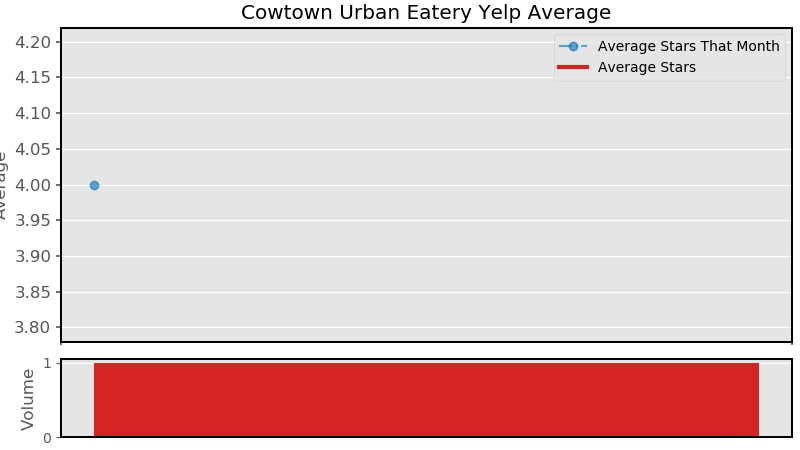 Cowtown Urban Eatery Yelp Average
Average Stars That Month
Average Stars
4.20
4.15
4.10
4.05
4.00
3.95
3.90
3.85
3.80
Average
1
0
Volume